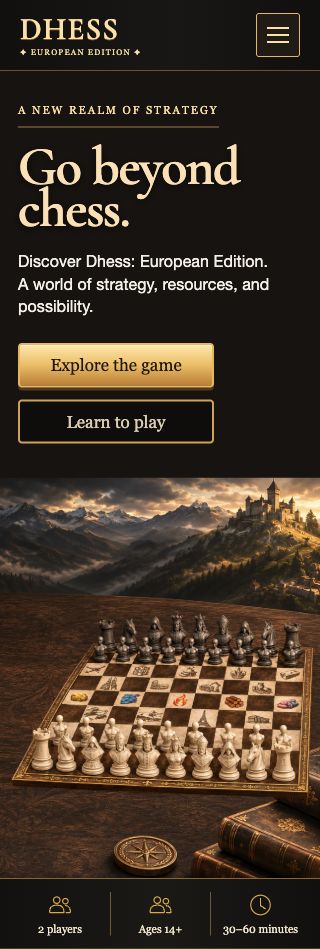 DHESS
✦ EUROPEAN EDITION ✦
A NEW REALM OF STRATEGY
Go beyond
chess.
Discover Dhess: European Edition.
A world of strategy, resources, and
possibility.
Explore the game
Learn to play
2 players
Ages 14+
30–60 minutes